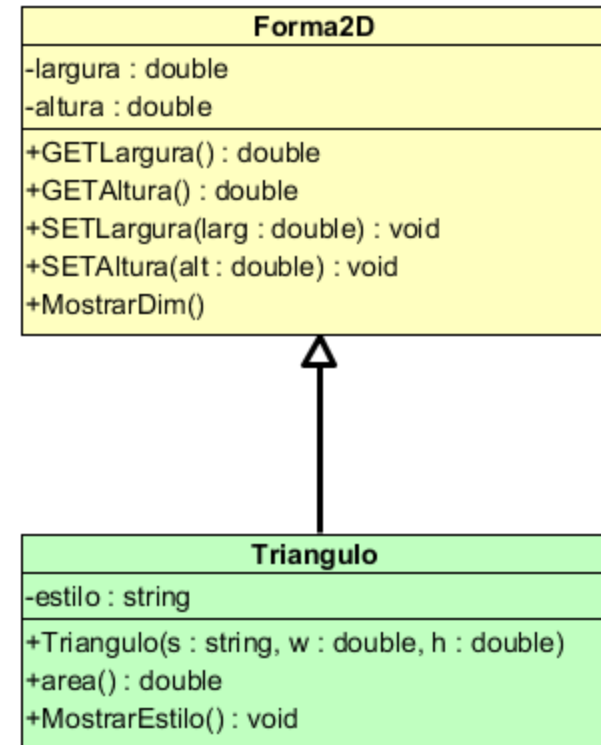 Forma2D
-largura : double
-altura : double
+GETLargura() : double
+GETAltura() : double
+SETLargura(larg : double) : void
+SETAltura(alt : double) : void
+MostrarDim()
Triangulo
-estilo : string
+Triangulo(s : string, w : double, h : double)
+area() : double
+MostrarEstilo() : void